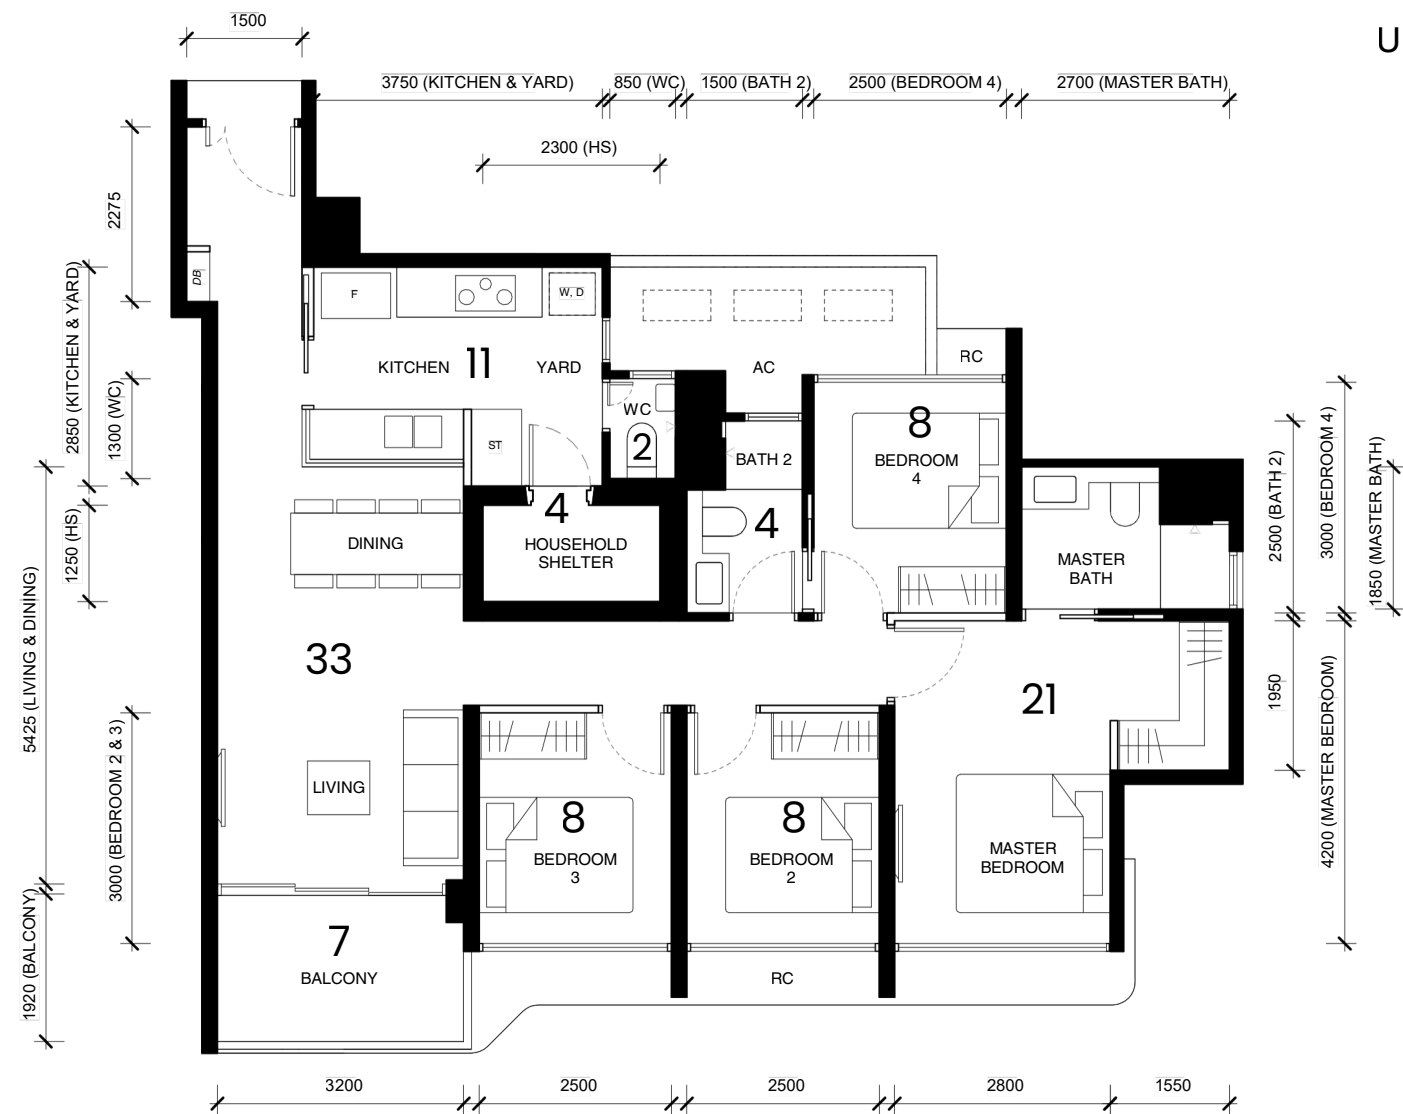 U
1500
3750 (KITCHEN & YARD)
850 (WC)
1500 (BATH 2)
2500 (BEDROOM 4)
2700 (MASTER BATH)
2300 (HS)
2275
2850 (KITCHEN & YARD)
1300 (WC)
1250 (HS)
5425 (LIVING & DINING)
3000 (BEDROOM 2 & 3)
1920 (BALCONY)
DB
F
W, D
KITCHEN
11
YARD
AC
RC
WC
2
ST
BATH 2
4
8
BEDROOM
4
4
HOUSEHOLD
SHELTER
DINING
MASTER
BATH
33
21
LIVING
8
BEDROOM
3
8
BEDROOM
2
MASTER
BEDROOM
7
BALCONY
RC
2500 (BATH 2)
3000 (BEDROOM 4)
1850 (MASTER BATH)
1950
4200 (MASTER BEDROOM)
3200
2500
2500
2800
1550